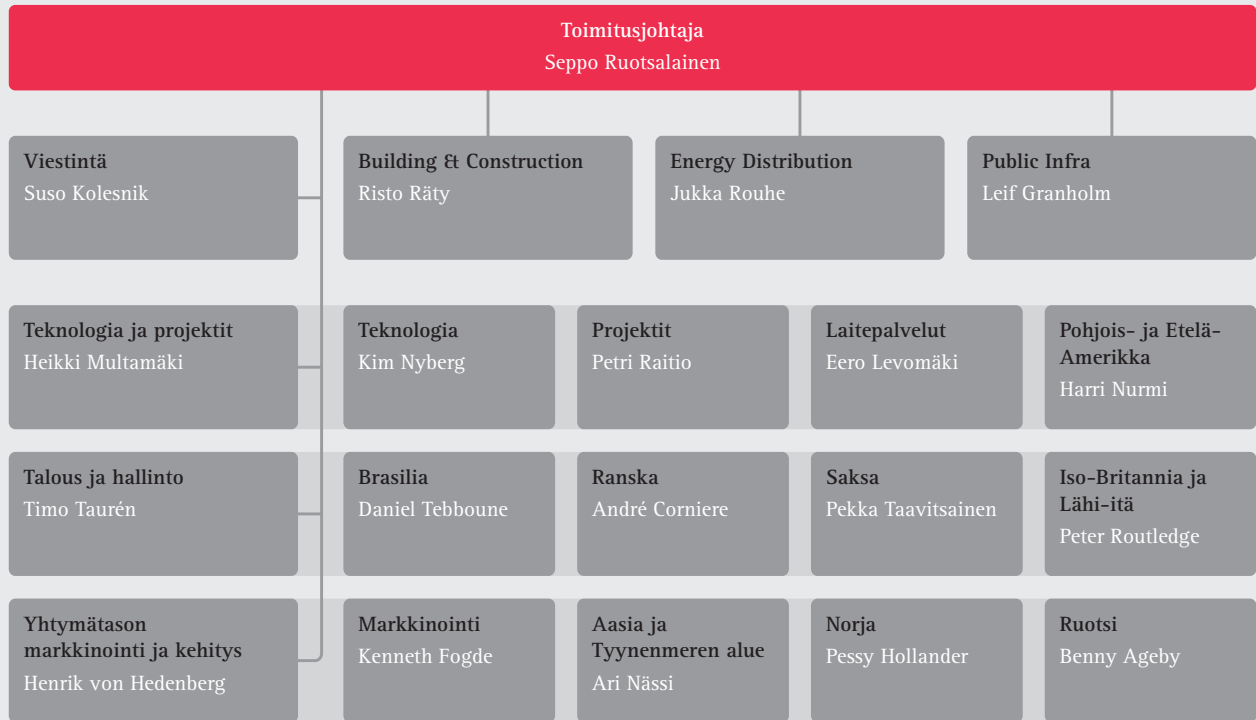 Toimitusjohtaja
Seppo Ruotsalainen
Viestintä
Suso Kolesnik
Building & Construction
Risto Räty
Energy Distribution
Jukka Rouhe
Public Infra
Leif Granholm
Teknologia ja projektit
Heikki Multamäki
Teknologia
Kim Nyberg
Projektit
Petri Raitio
Laitepalvelut
Eero Levomäki
Pohjois- ja Etelä-
Amerikka
Harri Nurmi
Talous ja hallinto
Timo Taurén
Brasilia
Daniel Tebboune
Ranska
André Corniere
Saksa
Pekka Taavitsainen
Iso-Britannia ja
Lähi-itä
Peter Routledge
Yhtymätason
markkinointi ja kehitys
Henrik von Hedenberg
Markkinointi
Kenneth Fogde
Aasia ja
Tyynenmeren alue
Ari Nässi
Norja
Pessy Hollander
Ruotsi
Benny Ageby